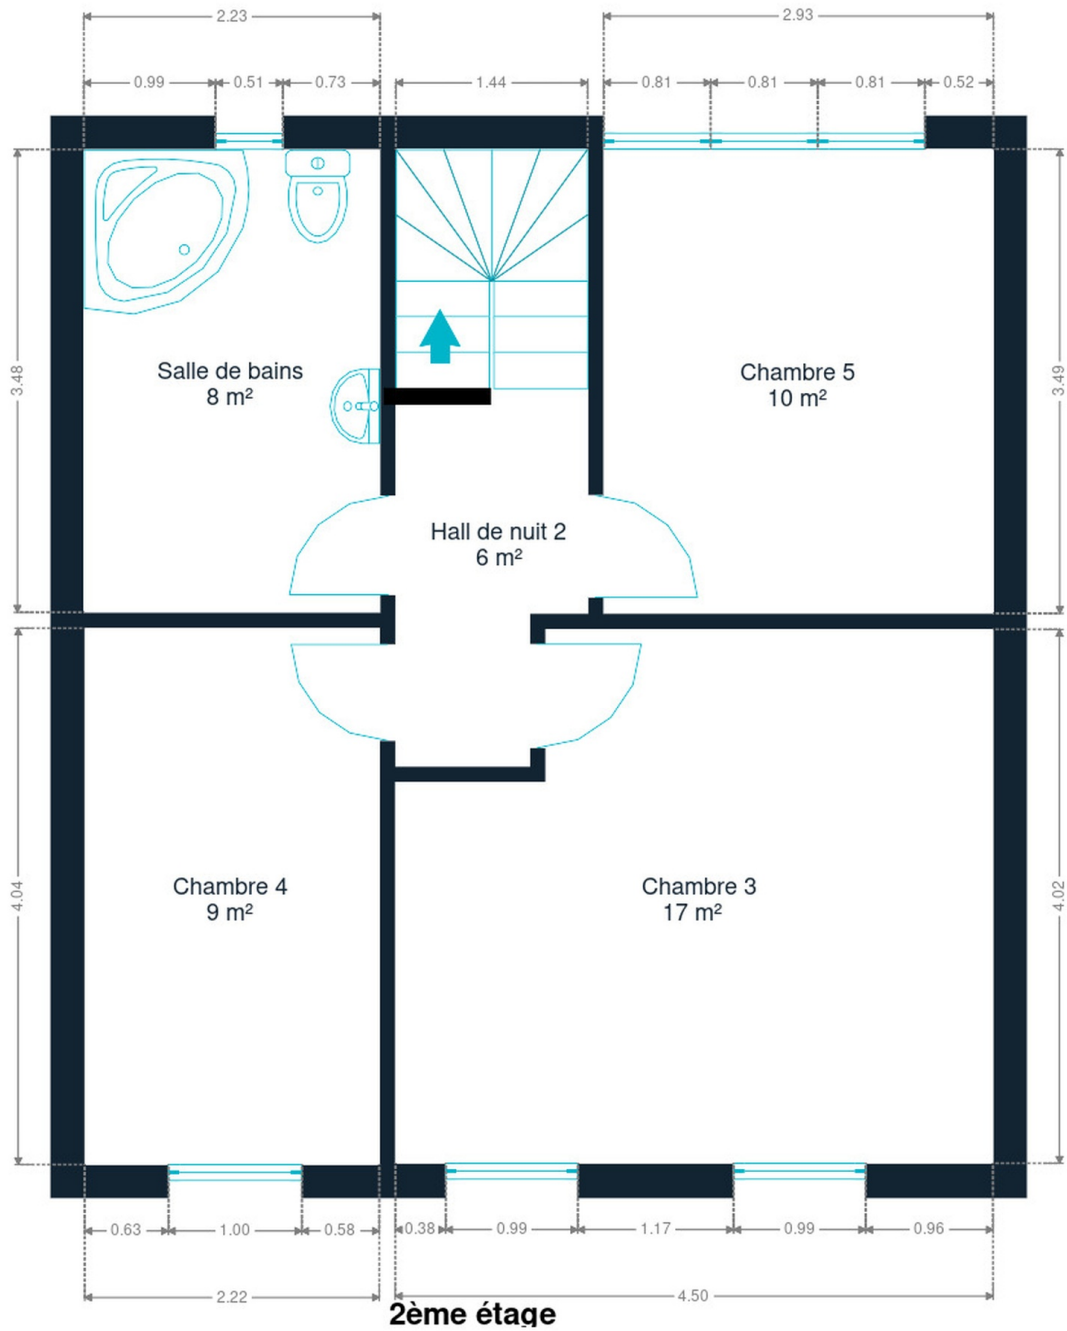 2.23
2.93
0.99
0.51
0.73
1.44
0.81
0.81
0.81
0.52
3.48
3.49
Salle de bains
8 m²
Chambre 5
10 m²
Hall de nuit 2
6 m²
4.04
4.02
Chambre 4
9 m²
Chambre 3
17 m²
0.63
1.00
0.58
0.38
0.99
1.17
0.99
0.96
2.22
4.50
2ème étage